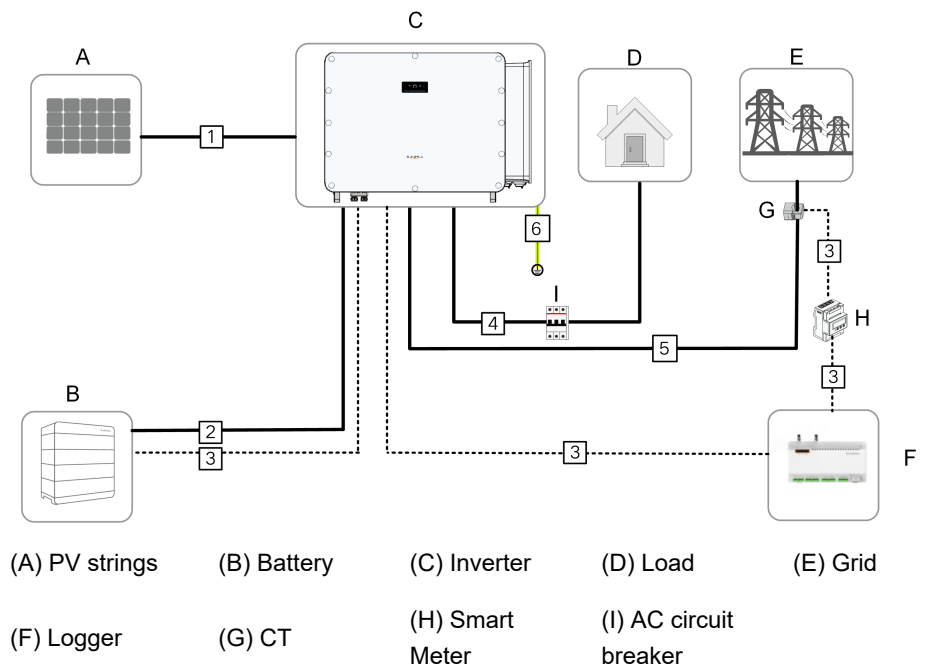 C
A
D
E
1
6
G
3
I
H
4
5
3
B
2
3
3
F
(A) PV strings (B) Battery (C) Inverter (D) Load (E) Grid
(F) Logger (G) CT (H) Smart Meter (I) AC circuit breaker